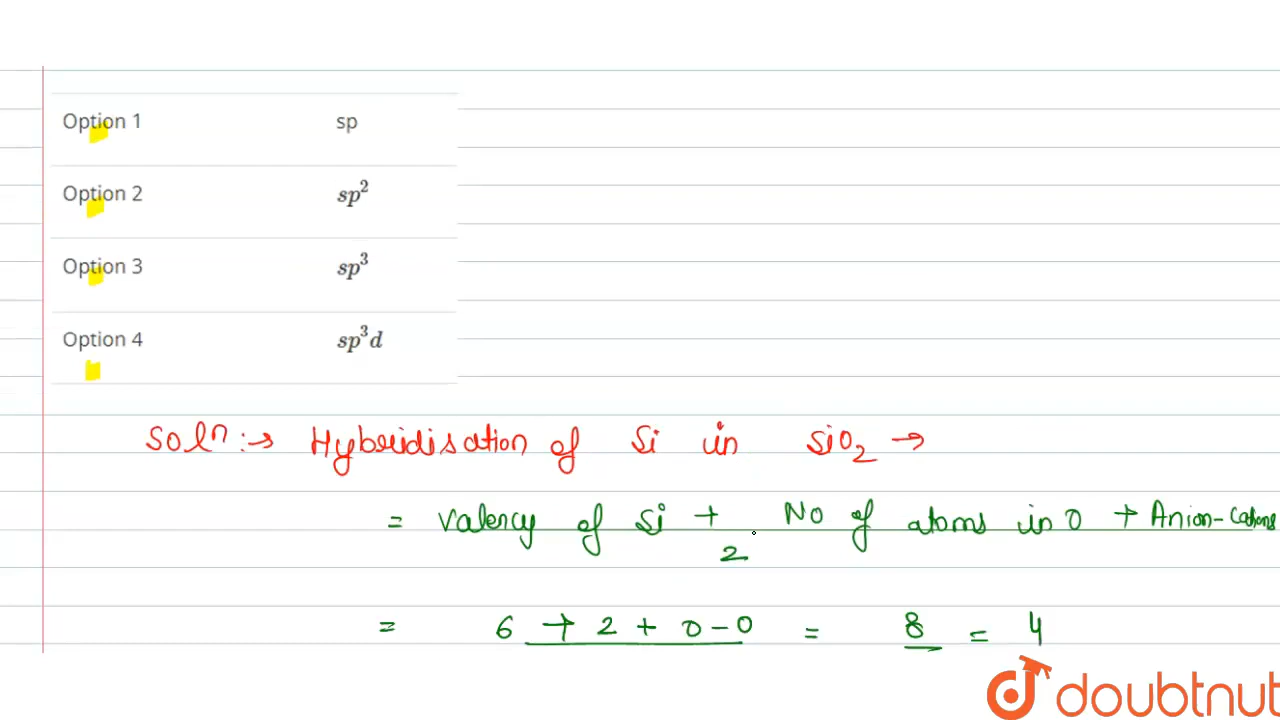 Option 1 sp
Option 2 sp²
Option 3 sp³
Option 4 sp³d
Soln:→ Hybridisation of Si in SiO₂ →
= Valency of Si + No of atoms in O + Anion-Cations
2
= 6 + 2 + 0 - 0 = 8 = 4
doubtnut